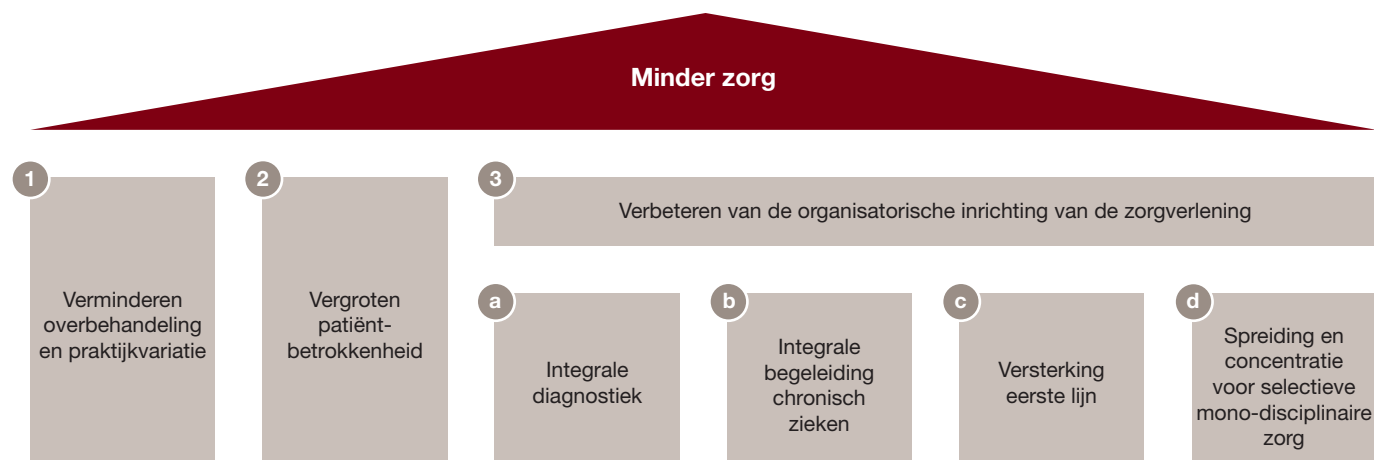 Minder zorg
1
Verminderen
overbehandeling
en praktijkvariatie
2
Vergroten
patiënt-
betrokkenheid
3
Verbeteren van de organisatorische inrichting van de zorgverlening
a
Integrale
diagnostiek
b
Integrale
begeleiding
chronisch
zieken
c
Versterking
eerste lijn
d
Spreiding en
concentratie
voor selectieve
mono-disciplinaire
zorg